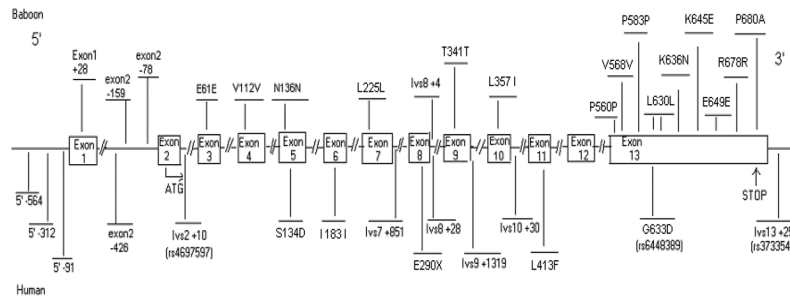 Baboon
5'
3'
Exon1
+28
exon2
-159
exon2
-78
E61E
V112V
N136N
L225L
Ivs8 +4
T341T
L357 I
P560P
V568V
P583P
L630L
K636N
K645E
E649E
R678R
P680A
Exon
1
Exon
2
Exon
3
Exon
4
Exon
5
Exon
6
Exon
7
Exon
8
Exon
9
Exon
10
Exon
11
Exon
12
Exon
13
ATG
STOP
5' -564
5' -312
5' -91
exon2
-426
Ivs2 +10
(rs4697597)
S134D
I 183 I
Ivs7 +851
E290X
Ivs8 +28
Ivs9 +1319
Ivs10 +30
L413F
G633D
(rs6448389)
Ivs13 +25
(rs373354
Human